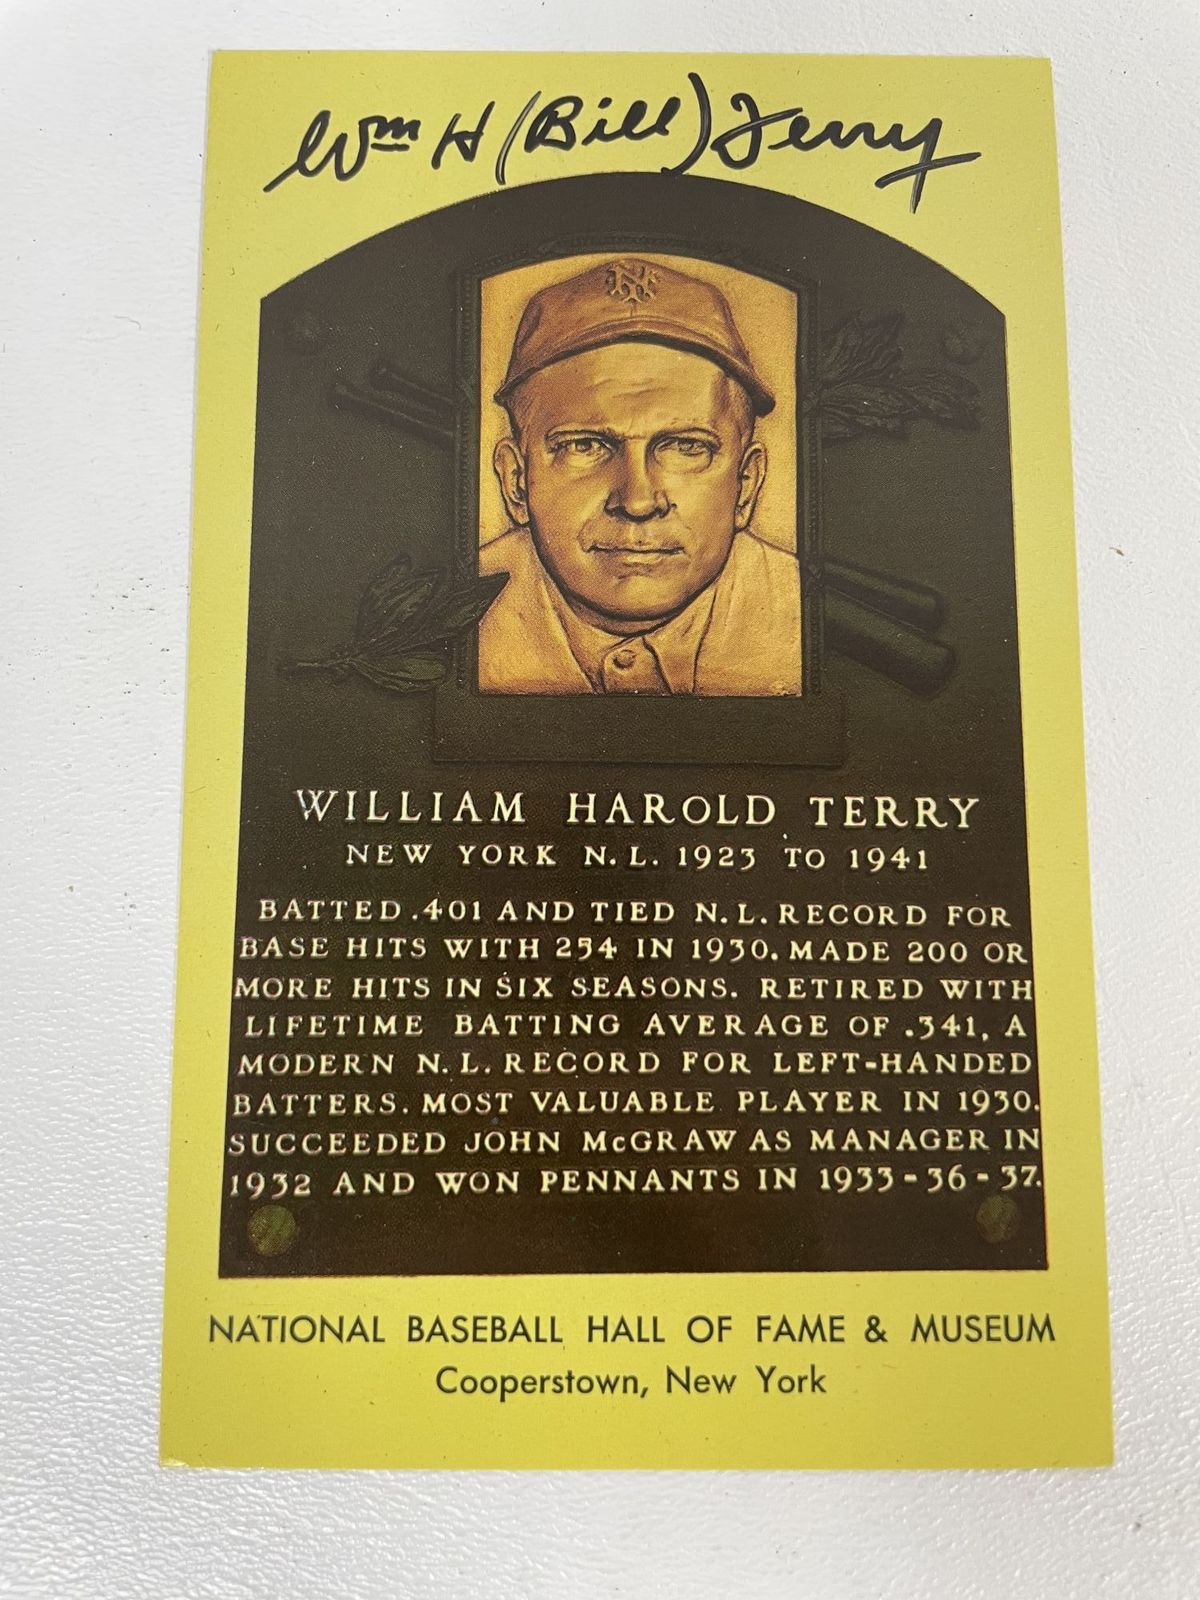 Wm H (Bill) Terry
NY
WILLIAM HAROLD TERRY
NEW YORK N.L. 1923 TO 1941
BATTED .401 AND TIED N.L. RECORD FOR
BASE HITS WITH 254 IN 1930. MADE 200 OR
MORE HITS IN SIX SEASONS. RETIRED WITH
LIFETIME BATTING AVERAGE OF .341, A
MODERN N.L. RECORD FOR LEFT-HANDED
BATTERS. MOST VALUABLE PLAYER IN 1930.
SUCCEEDED JOHN McGRAW AS MANAGER IN
1932 AND WON PENNANTS IN 1933-36-37.
NATIONAL BASEBALL HALL OF FAME & MUSEUM
Cooperstown, New York